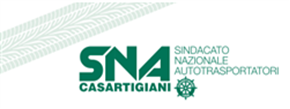 SNA
CASARTIGIANI
SINDACATO
NAZIONALE
AUTOTRASPORTATORI